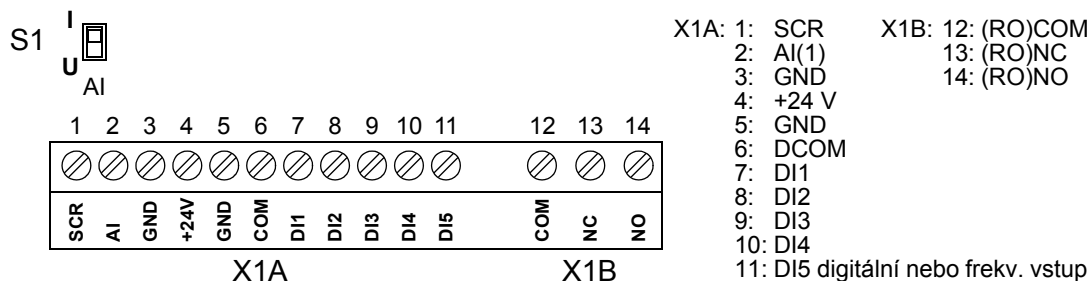 S1
I
U
AI
1 2 3 4 5 6 7 8 9 10 11 12 13 14
SCR AI GND +24V GND COM DI1 DI2 DI3 DI4 DI5 COM NC NO
X1A X1B
X1A: 1: SCR
2: AI(1)
3: GND
4: +24 V
5: GND
6: DCOM
7: DI1
8: DI2
9: DI3
10: DI4
11: DI5 digitální nebo frekv. vstup
X1B: 12: (RO)COM
13: (RO)NC
14: (RO)NO